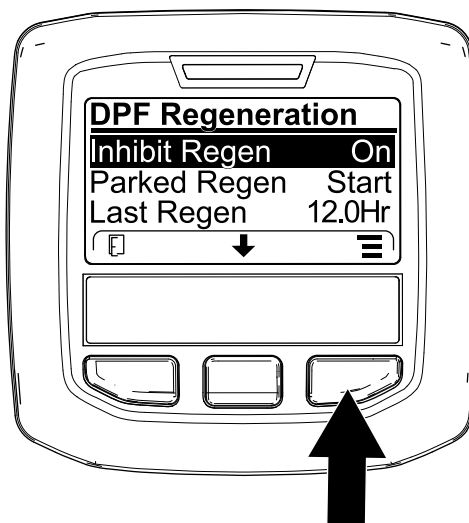 DPF Regeneration
Inhibit Regen On
Parked Regen Start
Last Regen 12.0Hr